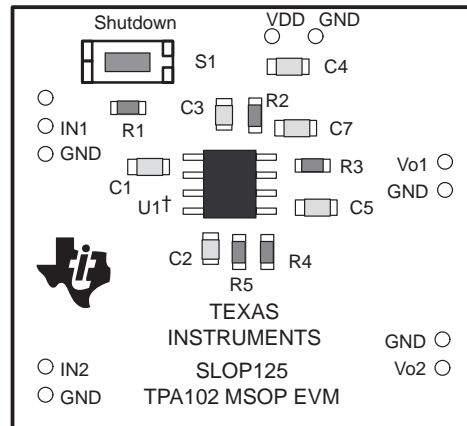 Shutdown
VDD GND
S1
C4
C3 R2
IN1
R1
C7
GND
C1
R3
Vo1
U1†
GND
C5
C2
R4
R5
TEXAS
INSTRUMENTS
GND
IN2
SLOP125
Vo2
GND
TPA102 MSOP EVM